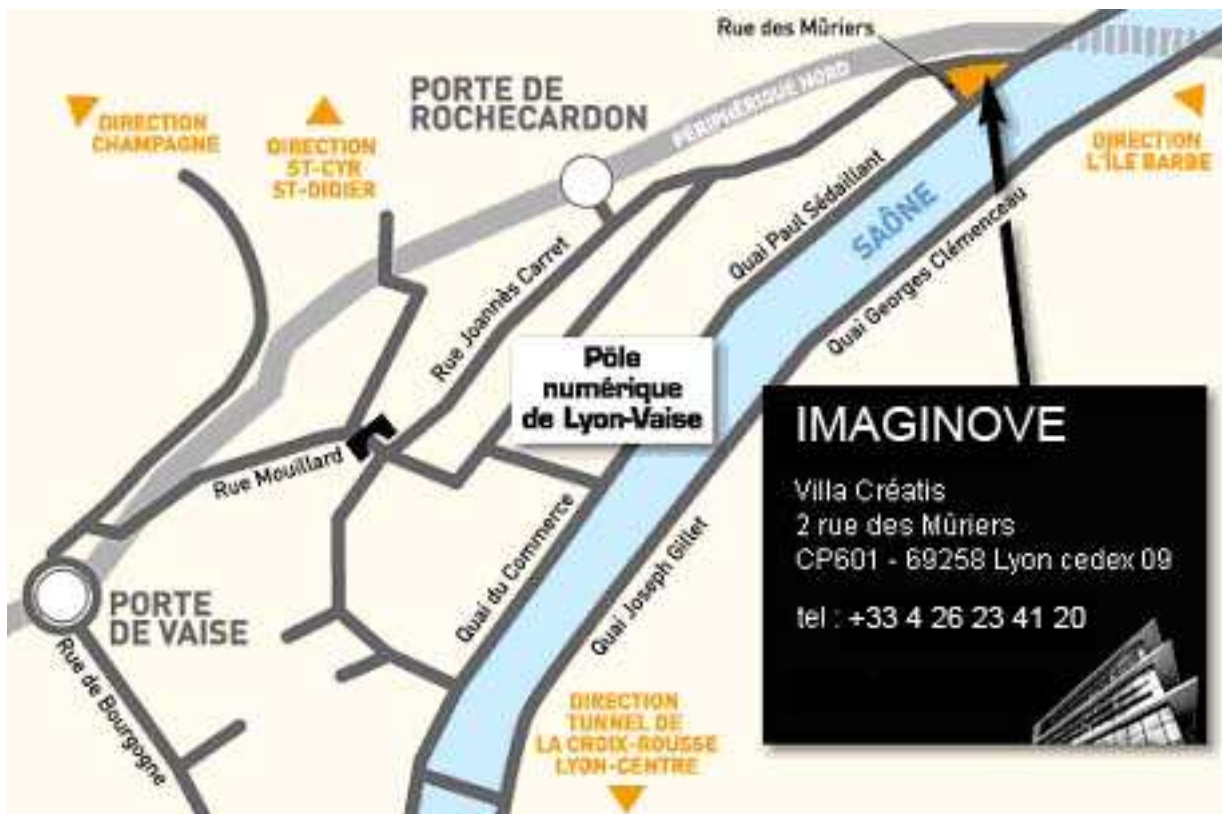 Rue des Mûriers
PORTE DE
ROCHECARDON
PÉRIPHÉRIQUE NORD
DIRECTION
CHAMPAGNE
DIRECTION
ST-CYR
ST-DIDIER
DIRECTION
L'ÎLE BARBE
Quai Paul Sédaillant
SAÔNE
Quai Georges Clémenceau
Rue Joannès Carret
Pôle
numérique
de Lyon-Vaise
Rue Mouillard
IMAGINOVE
Villa Créatis
2 rue des Mûriers
CP601 - 69258 Lyon cedex 09
tel : +33 4 26 23 41 20
Quai du Commerce
Quai Joseph Gillet
PORTE
DE VAISE
Rue de Bourgogne
DIRECTION
TUNNEL DE
LA CROIX-ROUSSE
LYON-CENTRE